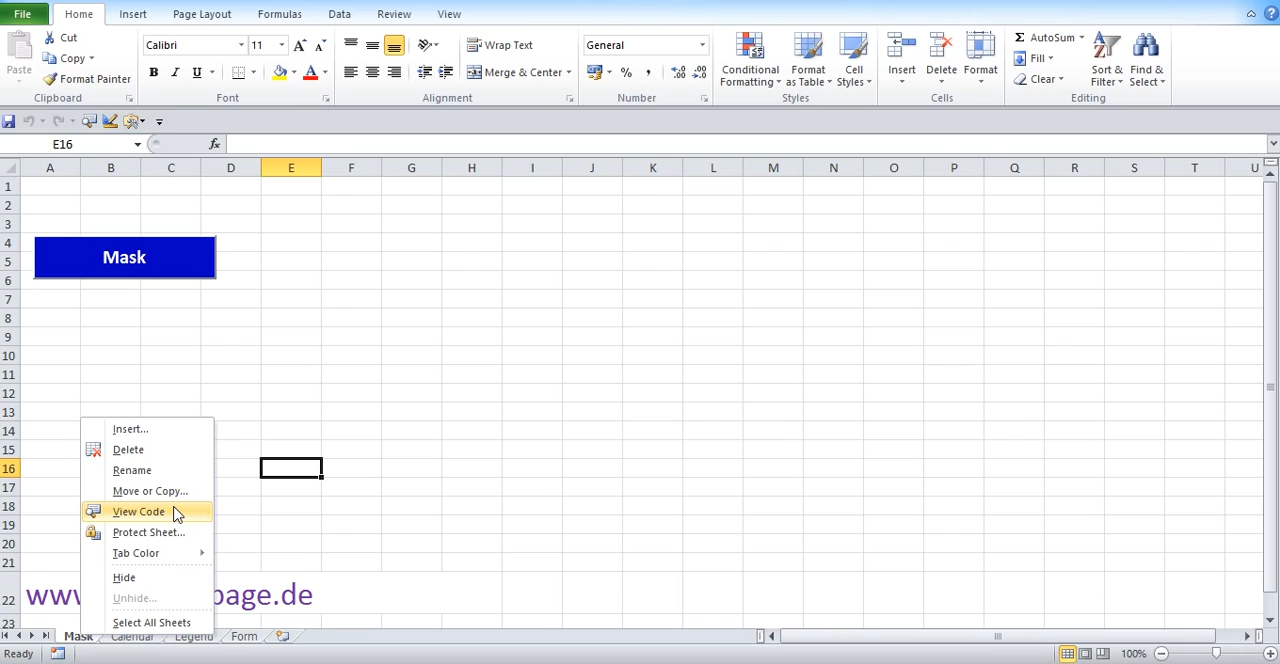 File Home Insert Page Layout Formulas Data Review View
Cut
Copy
Format Painter
Paste
Clipboard
Calibri 11
B I U A
Font
Wrap Text
Merge & Center
Alignment
General
% ,
Number
Conditional Formatting
Format as Table
Cell Styles
Styles
Insert Delete Format
Cells
Σ AutoSum
Fill
Clear
Sort & Filter
Find & Select
Editing
E16 fx
A B C D E F G H I J K L M N O P Q R S T U
1
2
3
4
Mask
5
6
7
8
9
10
11
12
13
14
15
16
17
18
19
20
21
22
23
Insert...
Delete
Rename
Move or Copy...
View Code
Protect Sheet...
Tab Color
Hide
Unhide...
Select All Sheets
page.de
Mask Calendar Legend Form
Ready 100%